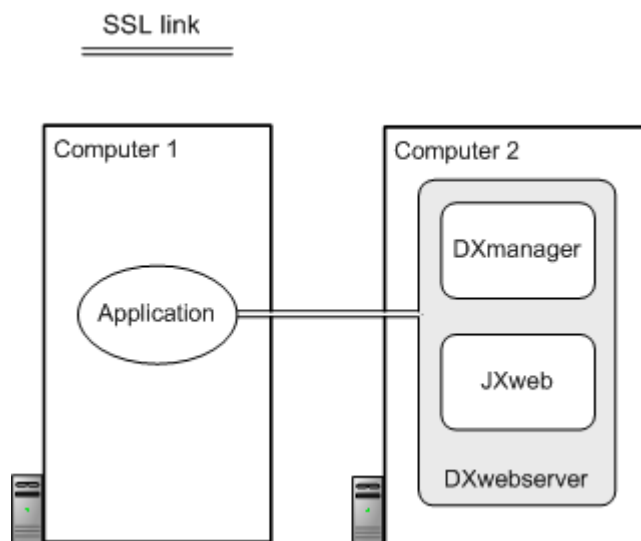 SSL link
Computer 1
Computer 2
DXmanager
Application
JXweb
DXwebserver